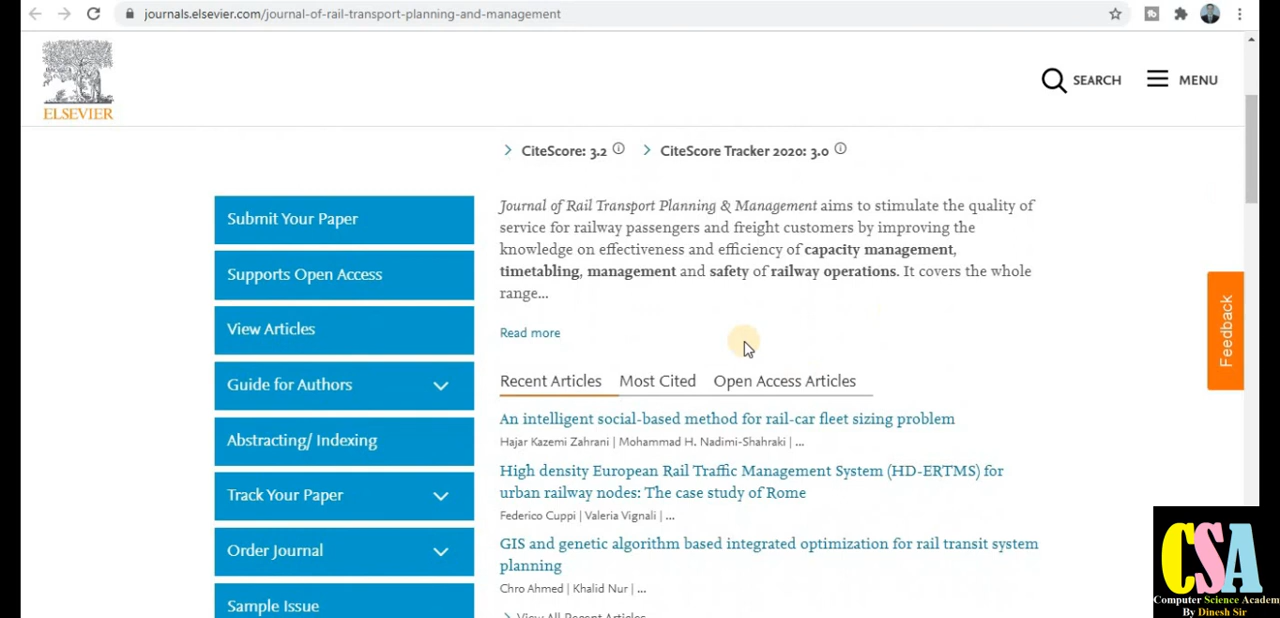 journals.elsevier.com/journal-of-rail-transport-planning-and-management
ELSEVIER
SEARCH
MENU
CiteScore: 3.2
CiteScore Tracker 2020: 3.0
Submit Your Paper
Supports Open Access
View Articles
Guide for Authors
Abstracting/ Indexing
Track Your Paper
Order Journal
Sample Issue
Journal of Rail Transport Planning & Management aims to stimulate the quality of
service for railway passengers and freight customers by improving the
knowledge on effectiveness and efficiency of capacity management,
timetabling, management and safety of railway operations. It covers the whole
range...
Read more
Recent Articles
Most Cited
Open Access Articles
An intelligent social-based method for rail-car fleet sizing problem
Hajar Kazemi Zahrani | Mohammad H. Nadimi-Shahraki | ...
High density European Rail Traffic Management System (HD-ERTMS) for
urban railway nodes: The case study of Rome
Federico Cuppi | Valeria Vignali | ...
GIS and genetic algorithm based integrated optimization for rail transit system
planning
Chro Ahmed | Khalid Nur | ...
View All Recent Articles
Feedback
CSA
Computer Science Academ
By Dinesh Sir